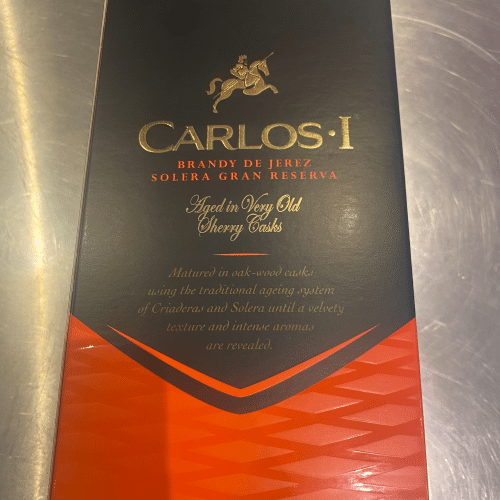 CARLOS·I
BRANDY DE JEREZ
SOLERA GRAN RESERVA
Aged in Very Old
Sherry Casks
Matured in oak-wood casks
using the traditional ageing system
of Criaderas and Solera until a velvety
texture and intense aromas
are revealed.